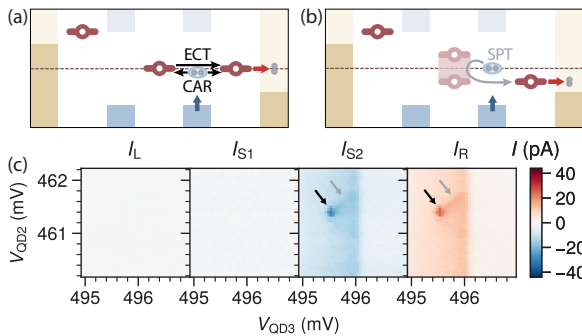 (a)
ECT
CAR
(b)
SPT
(c)
I_L
I_S1
I_S2
I_R
I (pA)
V_QD2 (mV)
462
461
495 496 495 496 495 496 495 496
V_QD3 (mV)
40
20
0
−20
−40